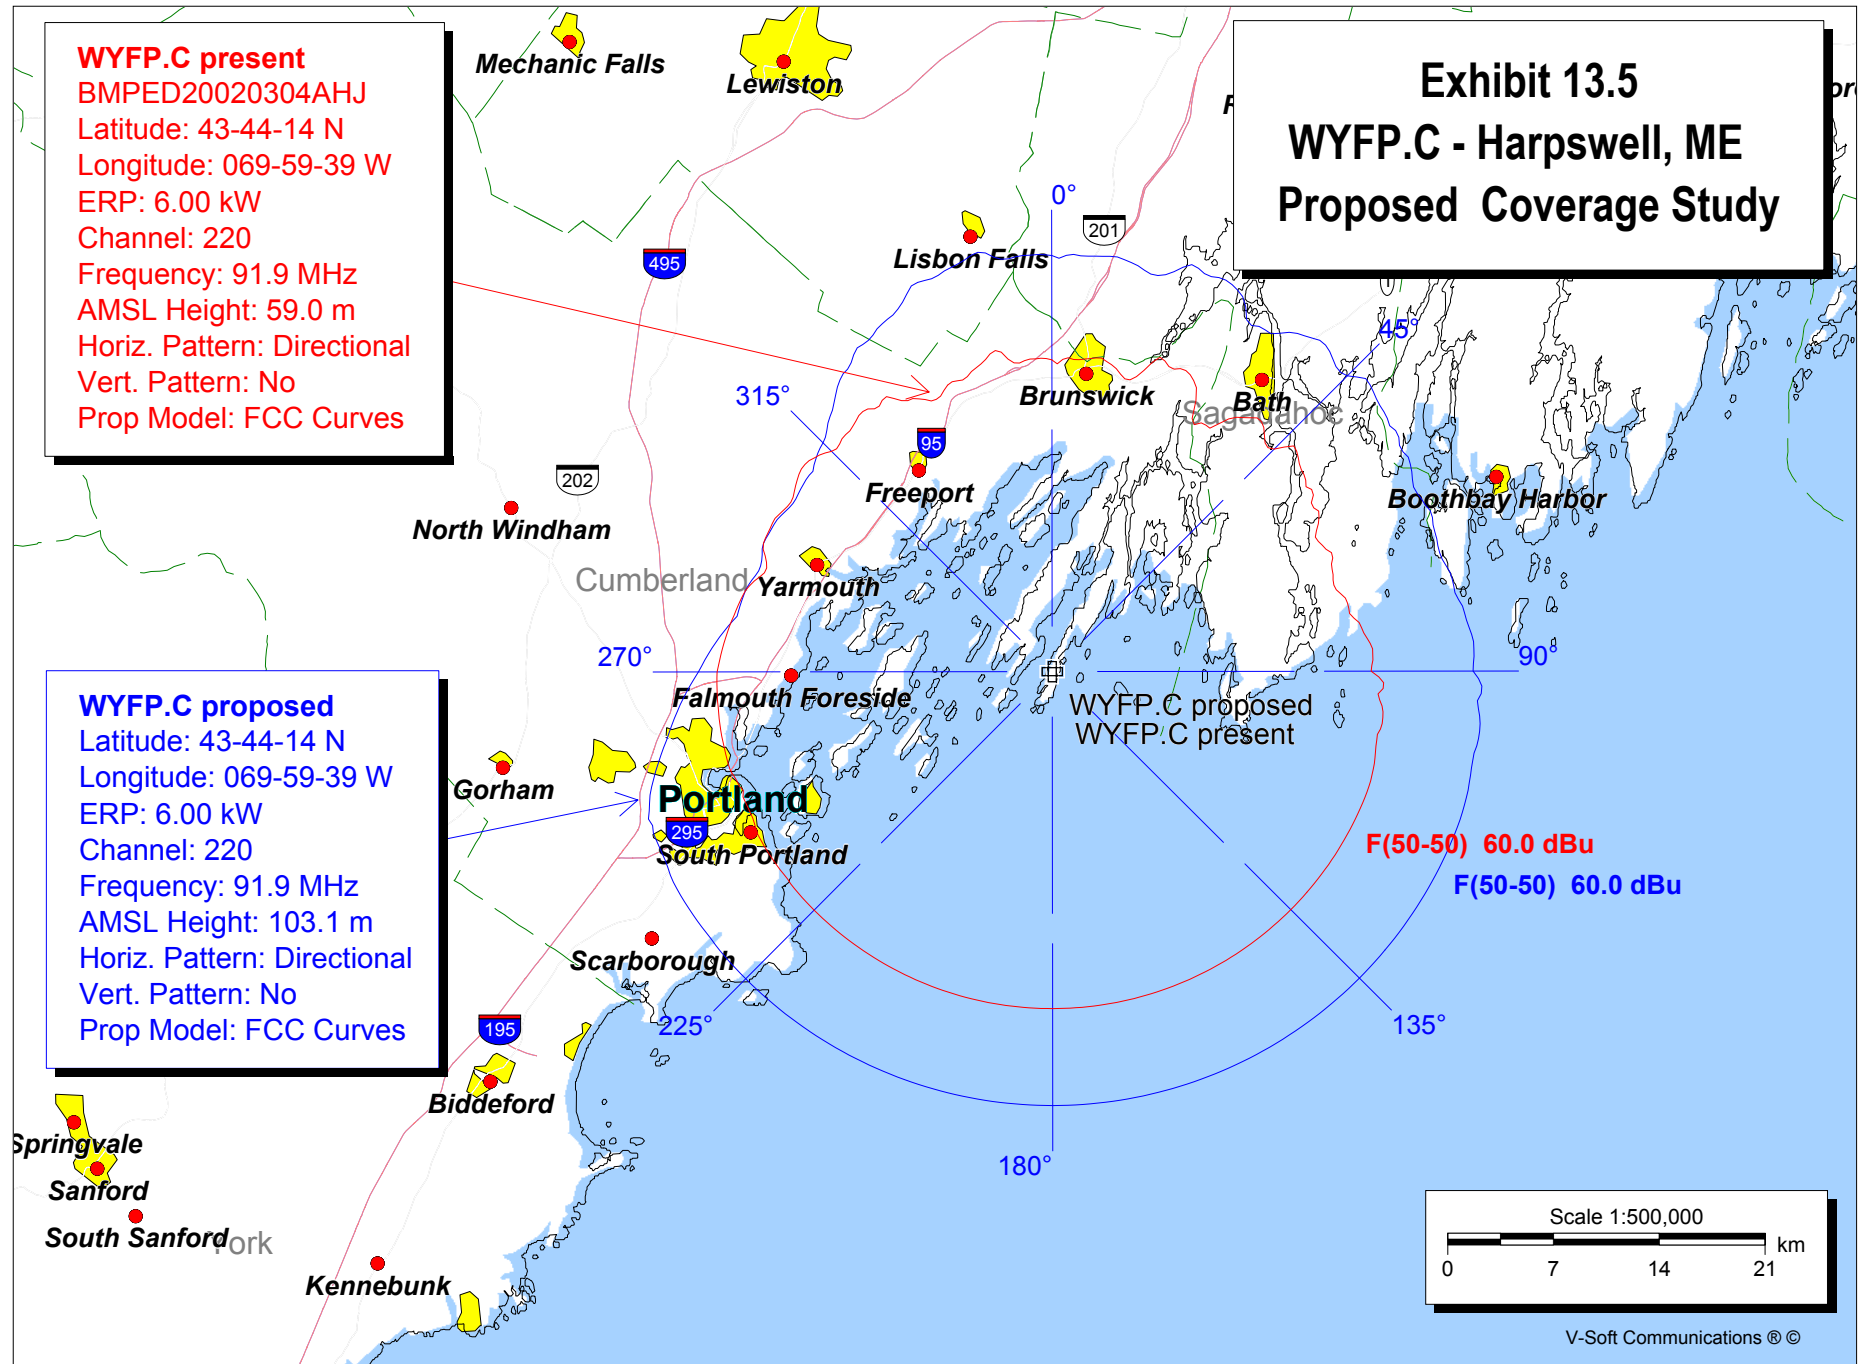 WYFP.C present
BMPED20020304AHJ
Latitude: 43-44-14 N
Longitude: 069-59-39 W
ERP: 6.00 kW
Channel: 220
Frequency: 91.9 MHz
AMSL Height: 59.0 m
Horiz. Pattern: Directional
Vert. Pattern: No
Prop Model: FCC Curves
Exhibit 13.5
WYFP.C - Harpswell, ME
Proposed Coverage Study
Mechanic Falls
Lewiston
0°
201
Lisbon Falls
495
45°
315°
Brunswick
Bath
Sagadahoc
95
Freeport
Boothbay Harbor
202
North Windham
Cumberland
Yarmouth
270°
90°
Falmouth Foreside
WYFP.C proposed
WYFP.C present
WYFP.C proposed
Latitude: 43-44-14 N
Longitude: 069-59-39 W
ERP: 6.00 kW
Channel: 220
Frequency: 91.9 MHz
AMSL Height: 103.1 m
Horiz. Pattern: Directional
Vert. Pattern: No
Prop Model: FCC Curves
Gorham
Portland
295
South Portland
F(50-50) 60.0 dBu
F(50-50) 60.0 dBu
Scarborough
225°
135°
195
Biddeford
180°
Springvale
Sanford
South Sanford
York
Kennebunk
Scale 1:500,000
km
0 7 14 21
V-Soft Communications ® ©